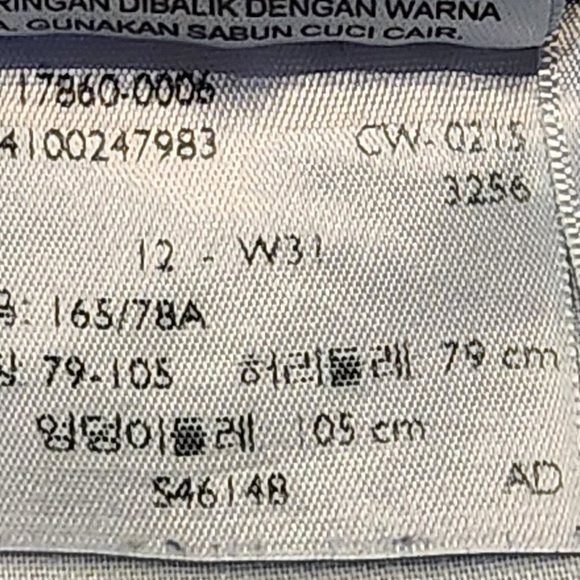 RINGAN DIBALIK DENGAN WARNA
A. GUNAKAN SABUN CUCI CAIR.
17860-0006
4100247983 CW-0215
3256
12 - W31
: 165/78A
79-105 허리둘레 79 cm
엉덩이둘레 105 cm
S4614B AD